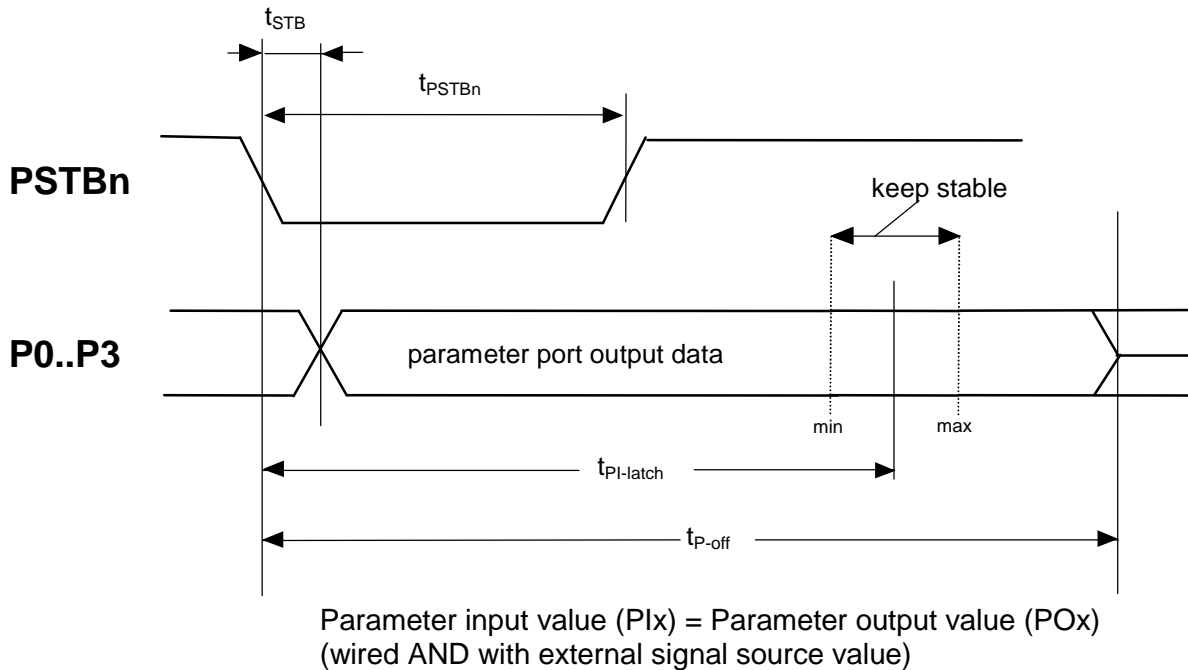 tSTB
tPSTBn
PSTBn
keep stable
P0..P3
parameter port output data
min
max
tPI-latch
tP-off
Parameter input value (PIx) = Parameter output value (POx)
(wired AND with external signal source value)